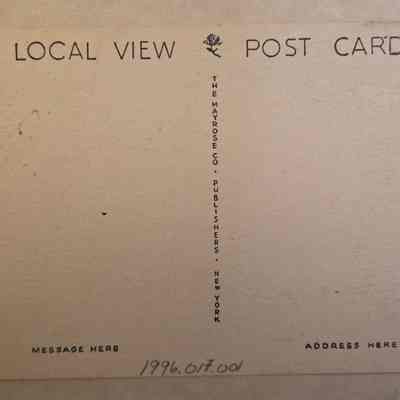 LOCAL VIEW POST CARD
THE MAYROSE CO. PUBLISHERS. NEW YORK
MESSAGE HERE
ADDRESS HERE
1996.017.001